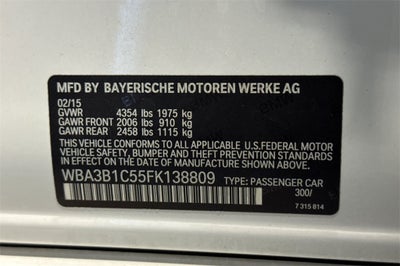 MFD BY BAYERISCHE MOTOREN WERKE AG
02/15
GVWR 4354 lbs 1975 kg
GAWR FRONT 2006 lbs 910 kg
GAWR REAR 2458 lbs 1115 kg
THIS VEHICLE CONFORMS TO ALL APPLICABLE U.S.FEDERAL MOTOR
VEHICLE SAFETY, BUMPER AND THEFT PREVENTION STANDARDS
IN EFFECT ON DATE OF MANUFACTURE SHOWN ABOVE.
WBA3B1C55FK138809 TYPE: PASSENGER CAR
300/
7 315 814